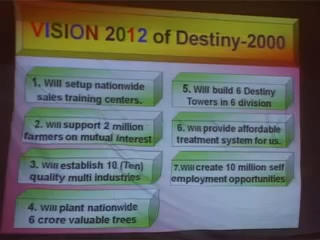 VISION 2012 of Destiny-2000
1. Will setup nationwide
sales training centers.
2. Will support 2 million
farmers on mutual interest
3. Will establish 10 (Ten)
quality multi industries
4. Will plant nationwide
6 crore valuable trees
5. Will build 6 Destiny
Towers in 6 division
6. Will provide affordable
treatment system for us.
7.Will create 10 million self
employment opportunities